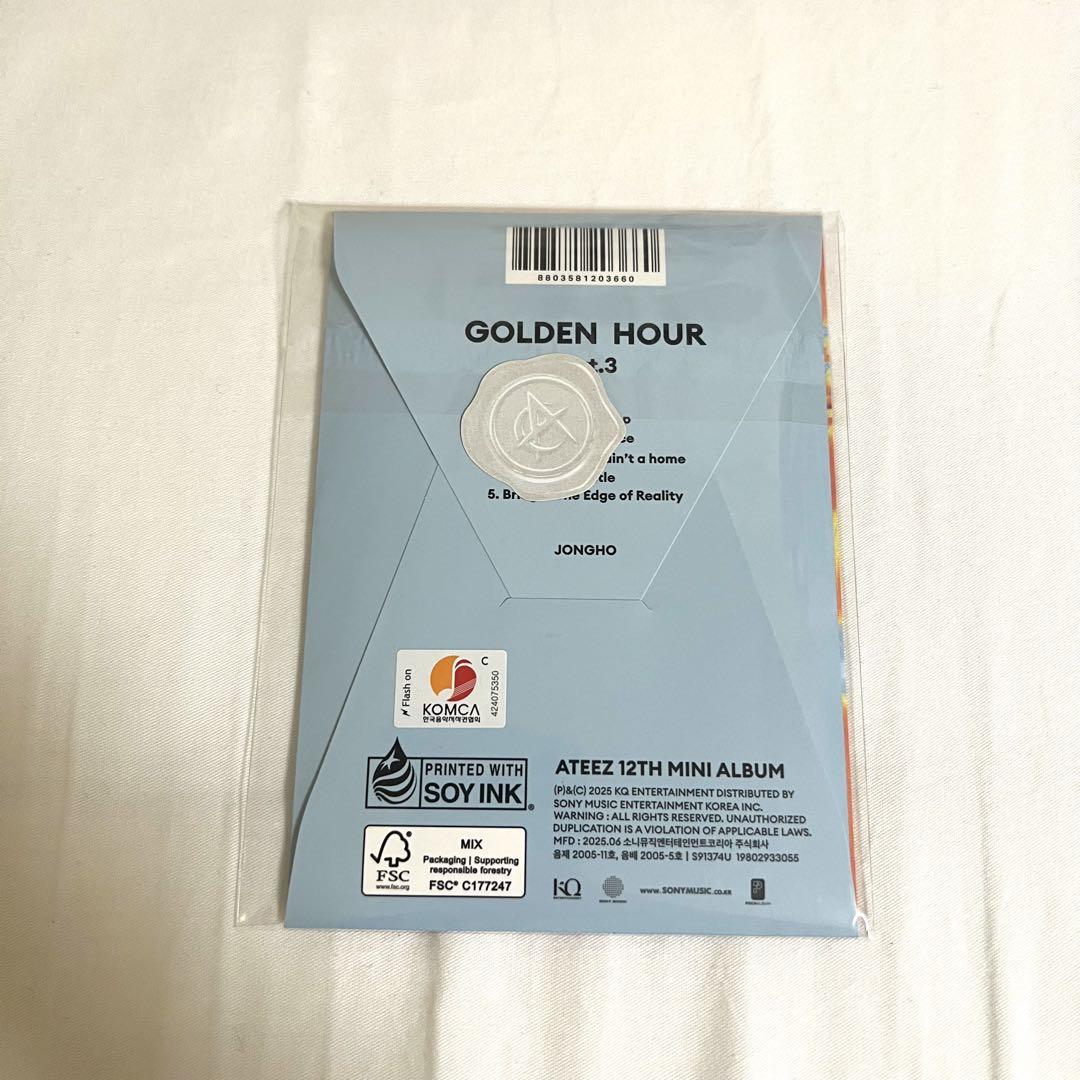 8803581203660
GOLDEN HOUR
t.3
ain't a home
5. Edge of Reality
JONGHO
Flash on
C
KOMCA
한국음악저작권협회
424075350
PRINTED WITH
SOY INK
®
ATEEZ 12TH MINI ALBUM
(P)&(C) 2025 KQ ENTERTAINMENT DISTRIBUTED BY
SONY MUSIC ENTERTAINMENT KOREA INC.
WARNING : ALL RIGHTS RESERVED. UNAUTHORIZED
DUPLICATION IS A VIOLATION OF APPLICABLE LAWS.
MFD : 2025.06 소니뮤직엔터테인먼트코리아 주식회사
음제 2005-11호, 음배 2005-5호 | S91374U 19802933055
FSC
www.fsc.org
MIX
Packaging | Supporting
responsible forestry
FSC® C177247
KQ
ENTERTAINMENT
www.SONYMUSIC.co.KR